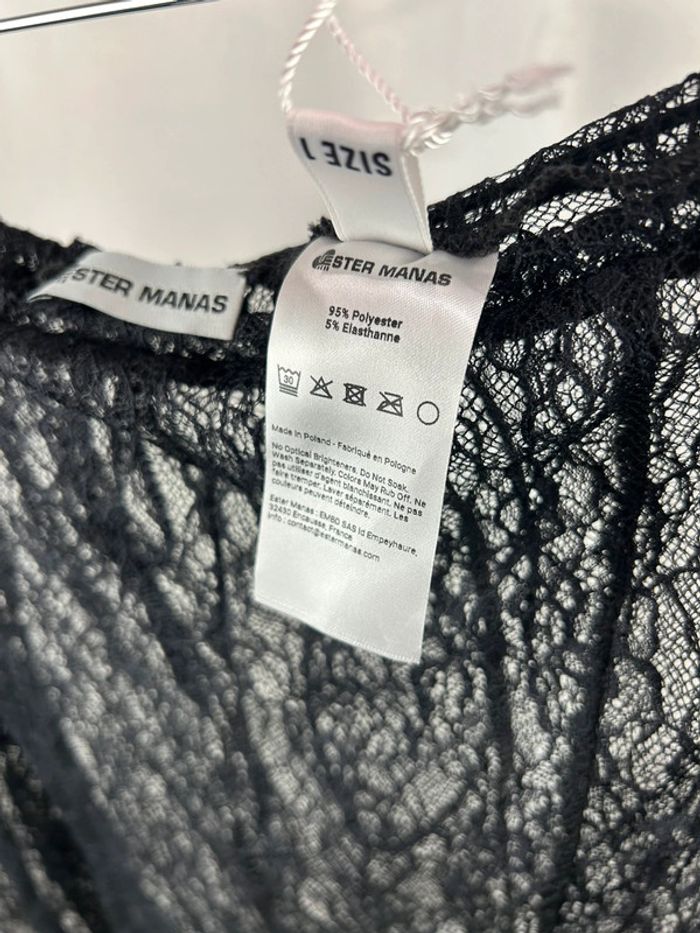 SIZE 1
ESTER MANAS
ESTER MANAS
95% Polyester
5% Elasthanne
30
Made in Poland - Fabriqué en Pologne
No Optical Brighteners, Do Not Soak,
Wash Separately. Colors May Rub Off. Ne
pas utiliser d'agent blanchissant. Ne pas
faire tremper. Laver séparément. Les
couleurs peuvent déteindre.
Ester Manas : EMBO SAS ld Empeyhaure,
32430 Encausse, France
info : contact@estermanas.com